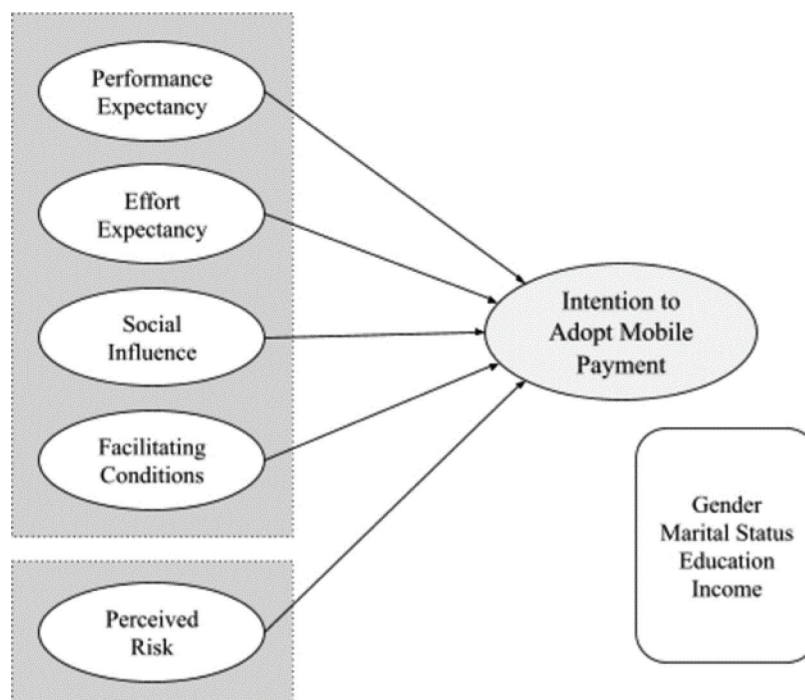 Performance
Expectancy
Effort
Expectancy
Social
Influence
Facilitating
Conditions
Perceived
Risk
Intention to
Adopt Mobile
Payment
Gender
Marital Status
Education
Income